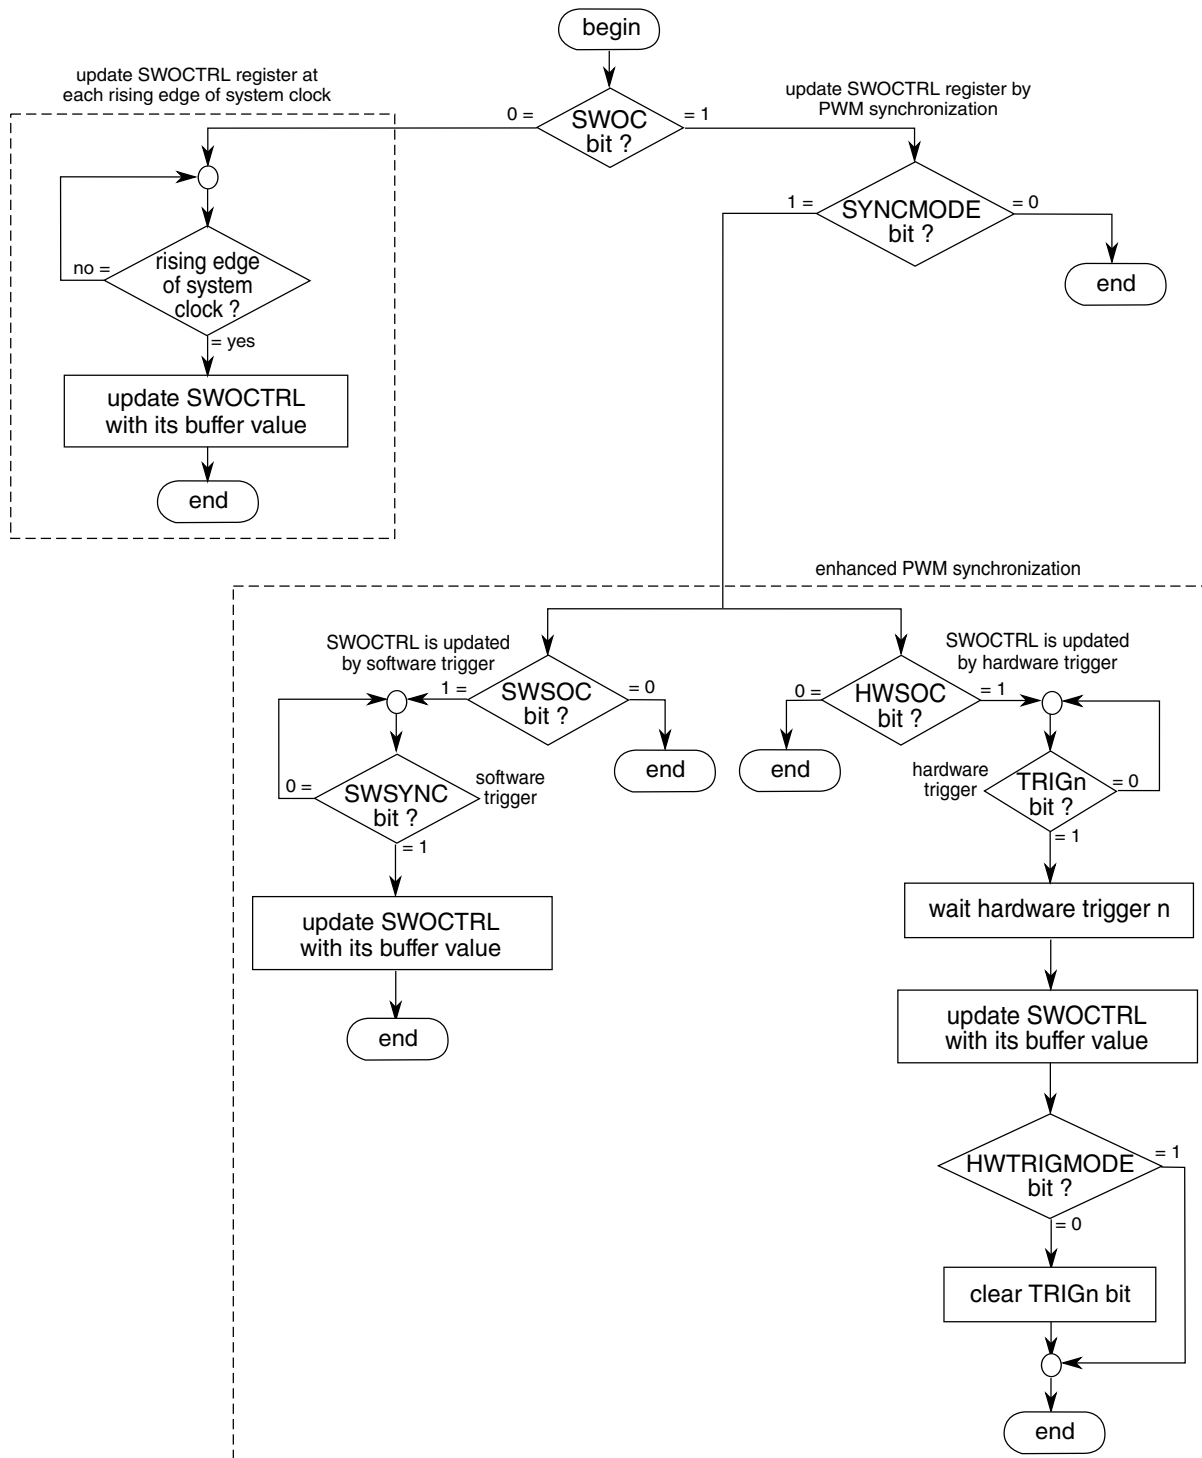 begin
update SWOCTRL register at
each rising edge of system clock
update SWOCTRL register by
PWM synchronization
0 =
SWOC
bit ?
= 1
1 =
SYNCMODE
bit ?
= 0
end
no =
rising edge
of system
clock ?
= yes
update SWOCTRL
with its buffer value
end
enhanced PWM synchronization
SWOCTRL is updated
by software trigger
SWOCTRL is updated
by hardware trigger
1 =
SWSOC
bit ?
= 0
end
0 =
HWSOC
bit ?
= 1
end
0 =
SWSYNC
bit ?
software
trigger
= 1
update SWOCTRL
with its buffer value
end
hardware
trigger
TRIGn
bit ?
= 0
= 1
wait hardware trigger n
update SWOCTRL
with its buffer value
HWTRIGMODE
bit ?
= 1
= 0
clear TRIGn bit
end